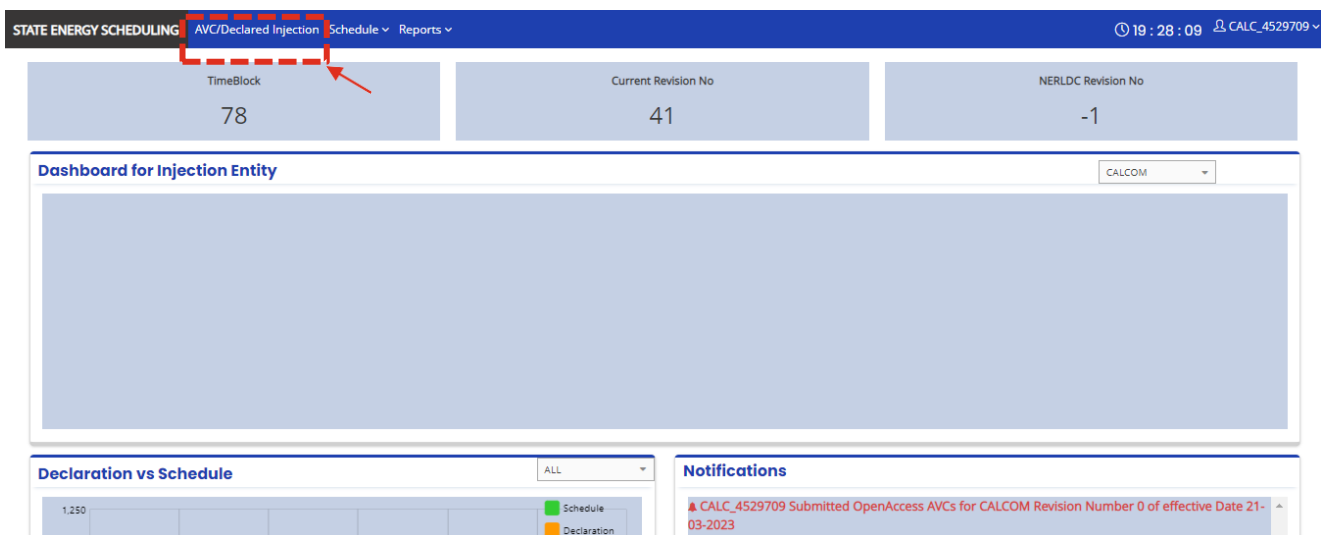 STATE ENERGY SCHEDULING AVC/Declared Injection Schedule Reports 19 : 28 : 09 CALC_4529709
TimeBlock Current Revision No NERLDC Revision No
78 41 -1
Dashboard for Injection Entity CALCOM
Declaration vs Schedule ALL Notifications
1,250 Schedule CALC_4529709 Submitted OpenAccess AVCs for CALCOM Revision Number 0 of effective Date 21-
Declaration 03-2023